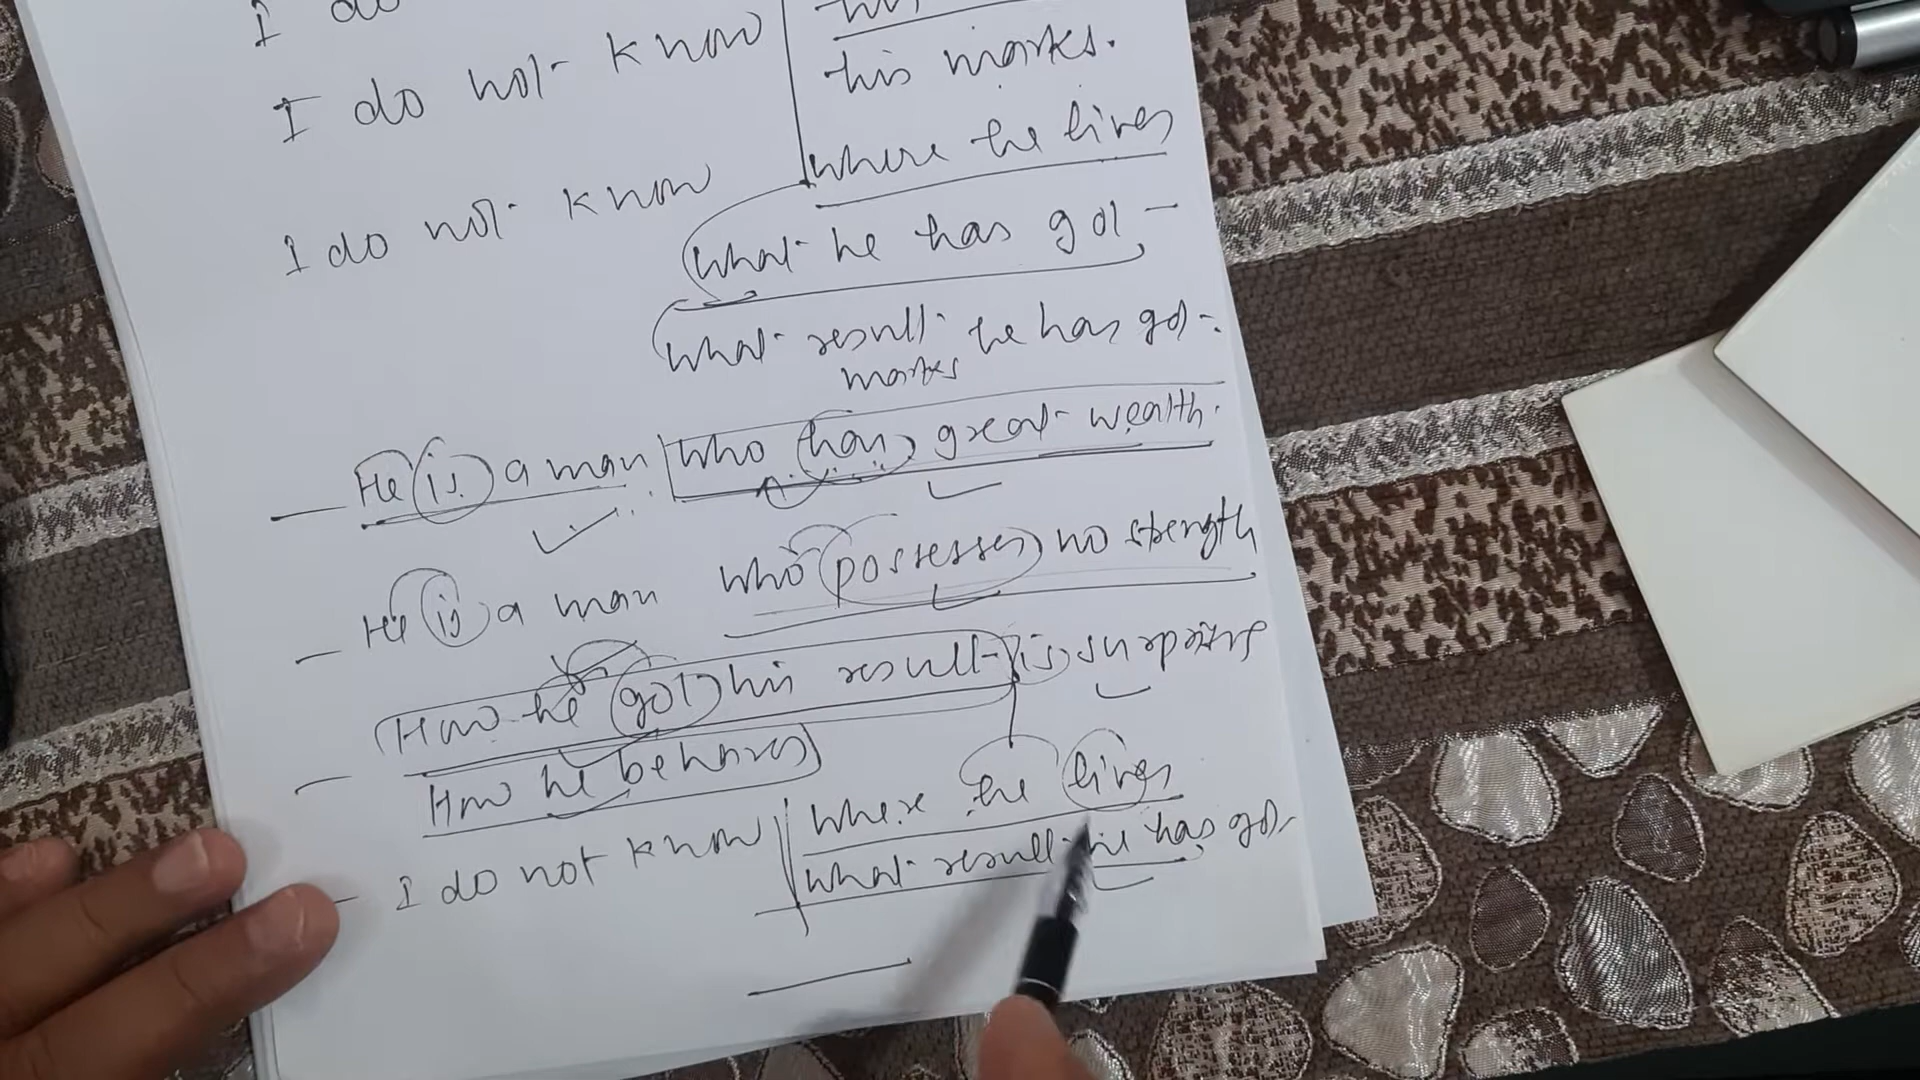 I do
I do not know
his marks.
I do not know
where he lives
what he has got
what result he has got
marks
He is a man who has great wealth.
He is a man who possesses no strength
How he got his result is surprising
How he behaves
where he lives
I do not know
what result he has got